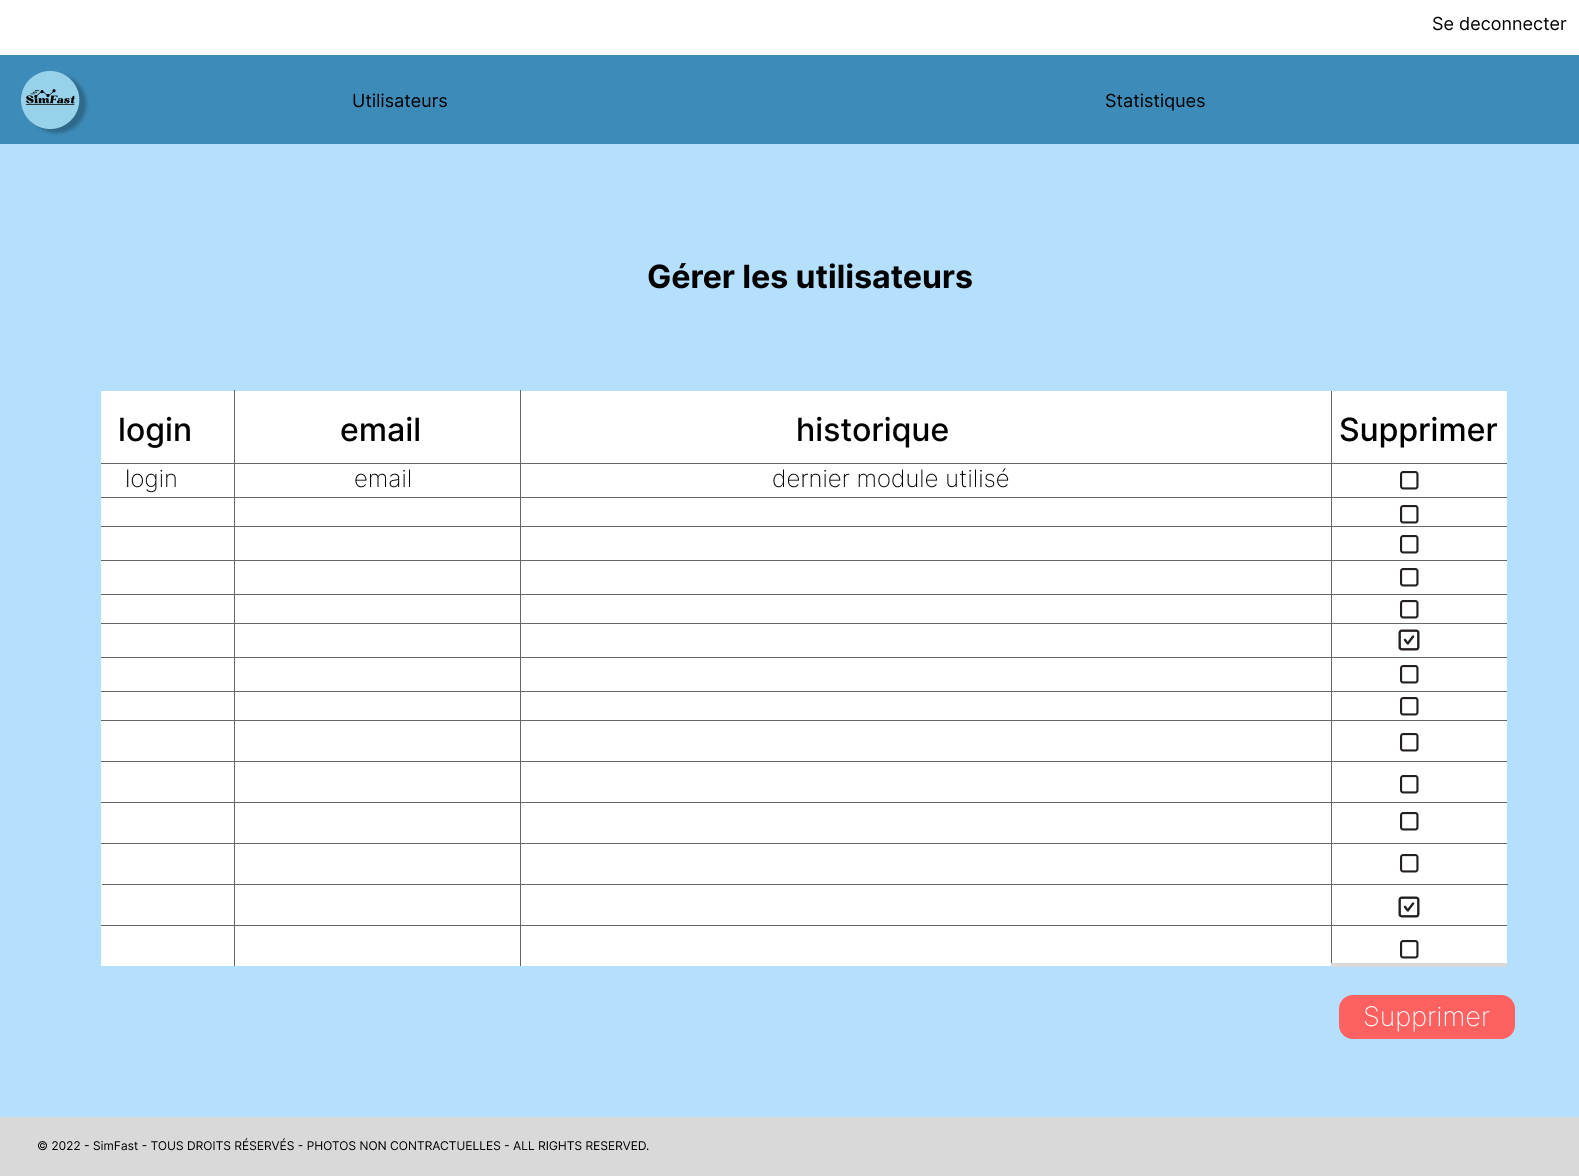 Se deconnecter
SimFast
Utilisateurs
Statistiques
Gérer les utilisateurs
login
email
historique
Supprimer
login
email
dernier module utilisé
Supprimer
© 2022 - SimFast - TOUS DROITS RÉSERVÉS - PHOTOS NON CONTRACTUELLES - ALL RIGHTS RESERVED.